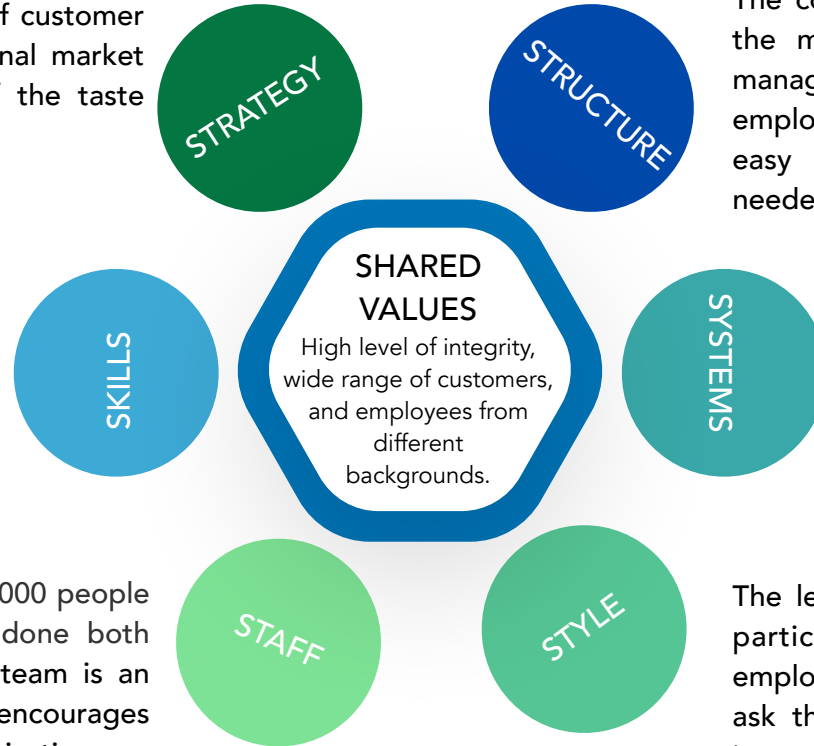 f customer
nal market
the taste
STRATEGY
STRUCTURE
the m
manag
emplo
easy
neede
SHARED
VALUES
High level of integrity,
wide range of customers,
and employees from
different
backgrounds.
SKILLS
SYSTEMS
000 people
done both
team is an
encourages
STAFF
STYLE
The le
partic
emplo
ask th